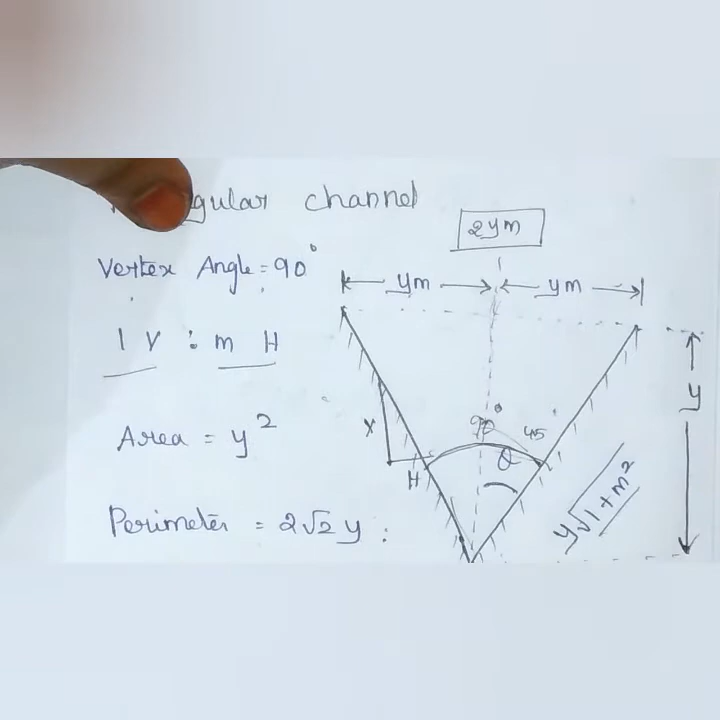 gular channel
2ym
Vertex Angle = 90°
ym ym
1 V : m H
y
Area = y²
90° 45°
θ
H
y√1+m²
Perimeter = 2√2 y :